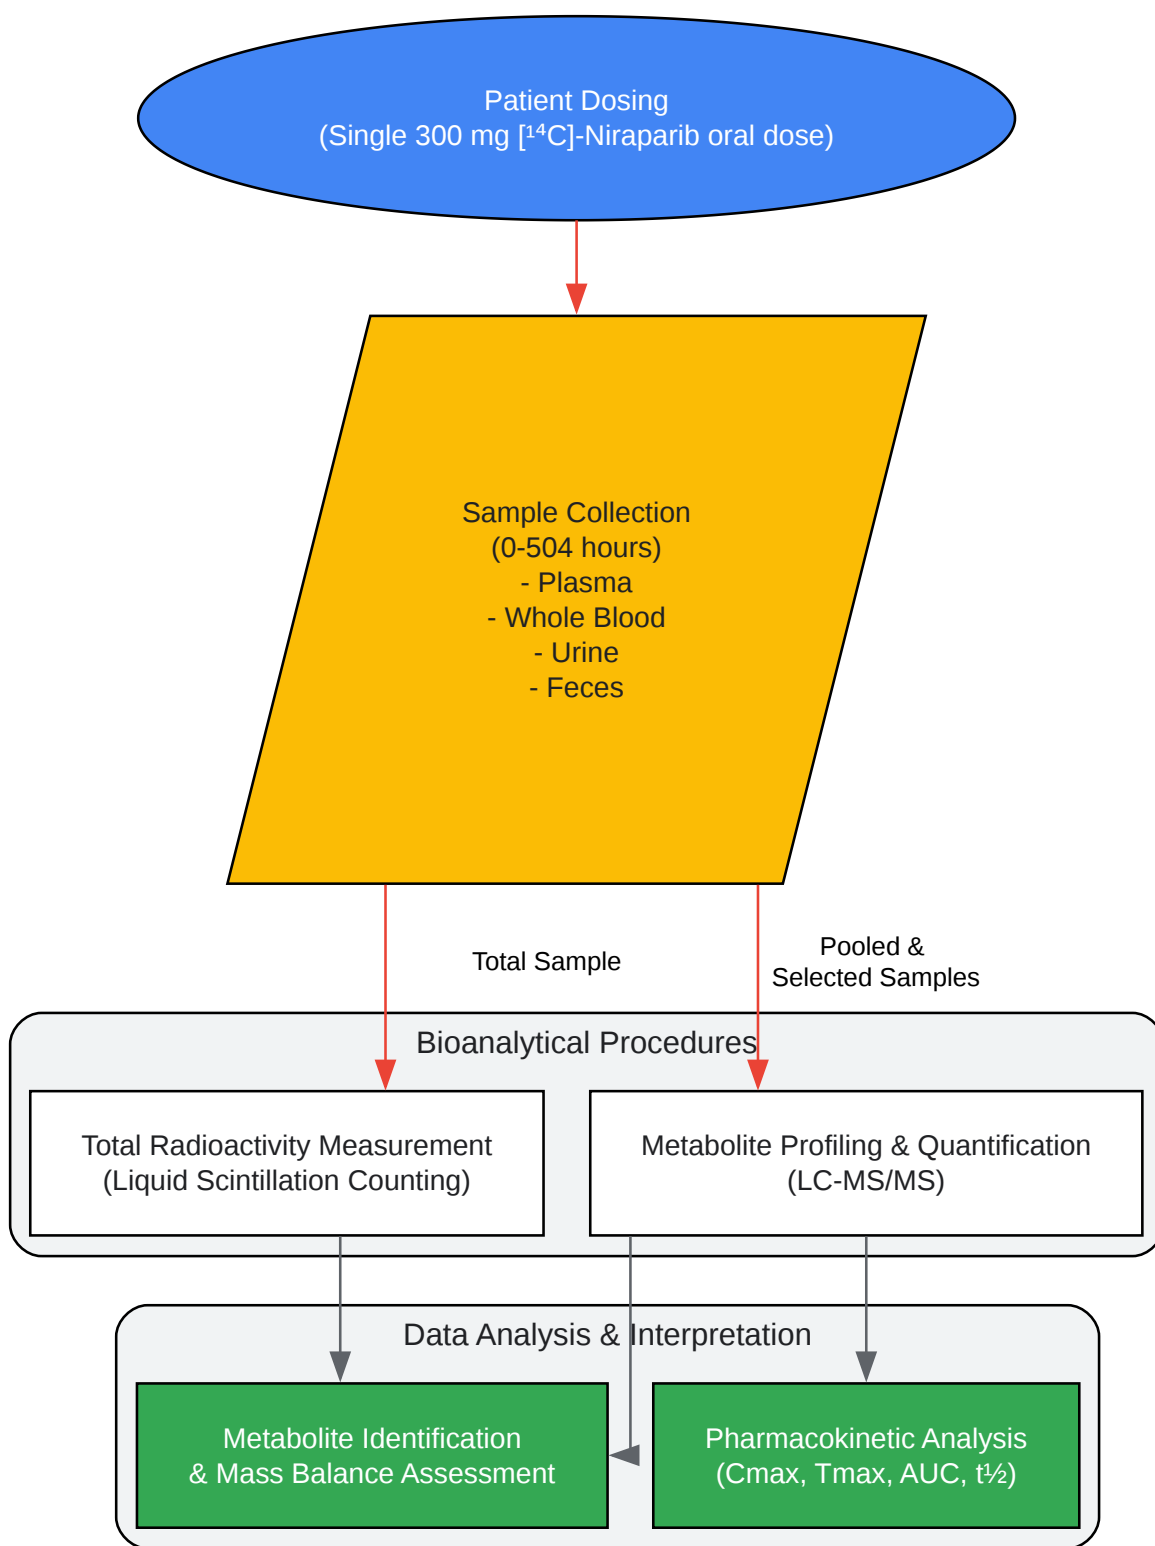 Patient Dosing
(Single 300 mg [¹⁴C]-Niraparib oral dose)
Sample Collection
(0-504 hours)
- Plasma
- Whole Blood
- Urine
- Feces
Total Sample
Pooled &
Selected Samples
Bioanalytical Procedures
Total Radioactivity Measurement
(Liquid Scintillation Counting)
Metabolite Profiling & Quantification
(LC-MS/MS)
Data Analysis & Interpretation
Metabolite Identification
& Mass Balance Assessment
Pharmacokinetic Analysis
(Cmax, Tmax, AUC, t½)